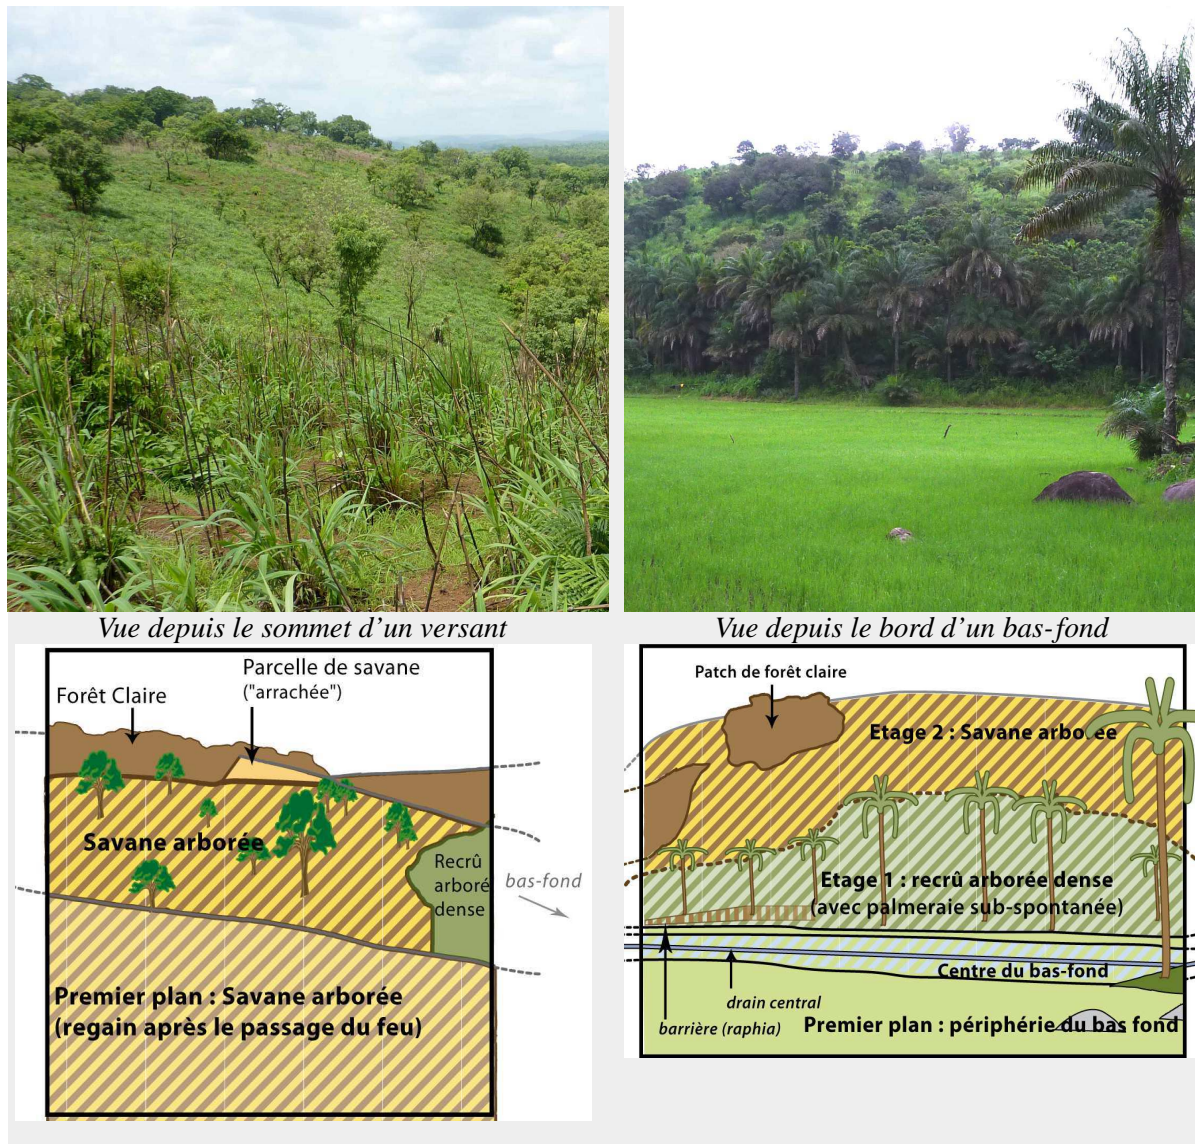 Vue depuis le sommet d'un versant
Vue depuis le bord d'un bas-fond
Parcelle de savane
("arrachée")
Forêt Claire
Savane arborée
Recrû
arboré
dense
bas-fond
Premier plan : Savane arborée
(regain après le passage du feu)
Patch de forêt claire
Etage 2 : Savane arborée
Etage 1 : recrû arborée dense
(avec palmeraie sub-spontanée)
Centre du bas-fond
drain central
barrière (raphia)
Premier plan : périphérie du bas fond